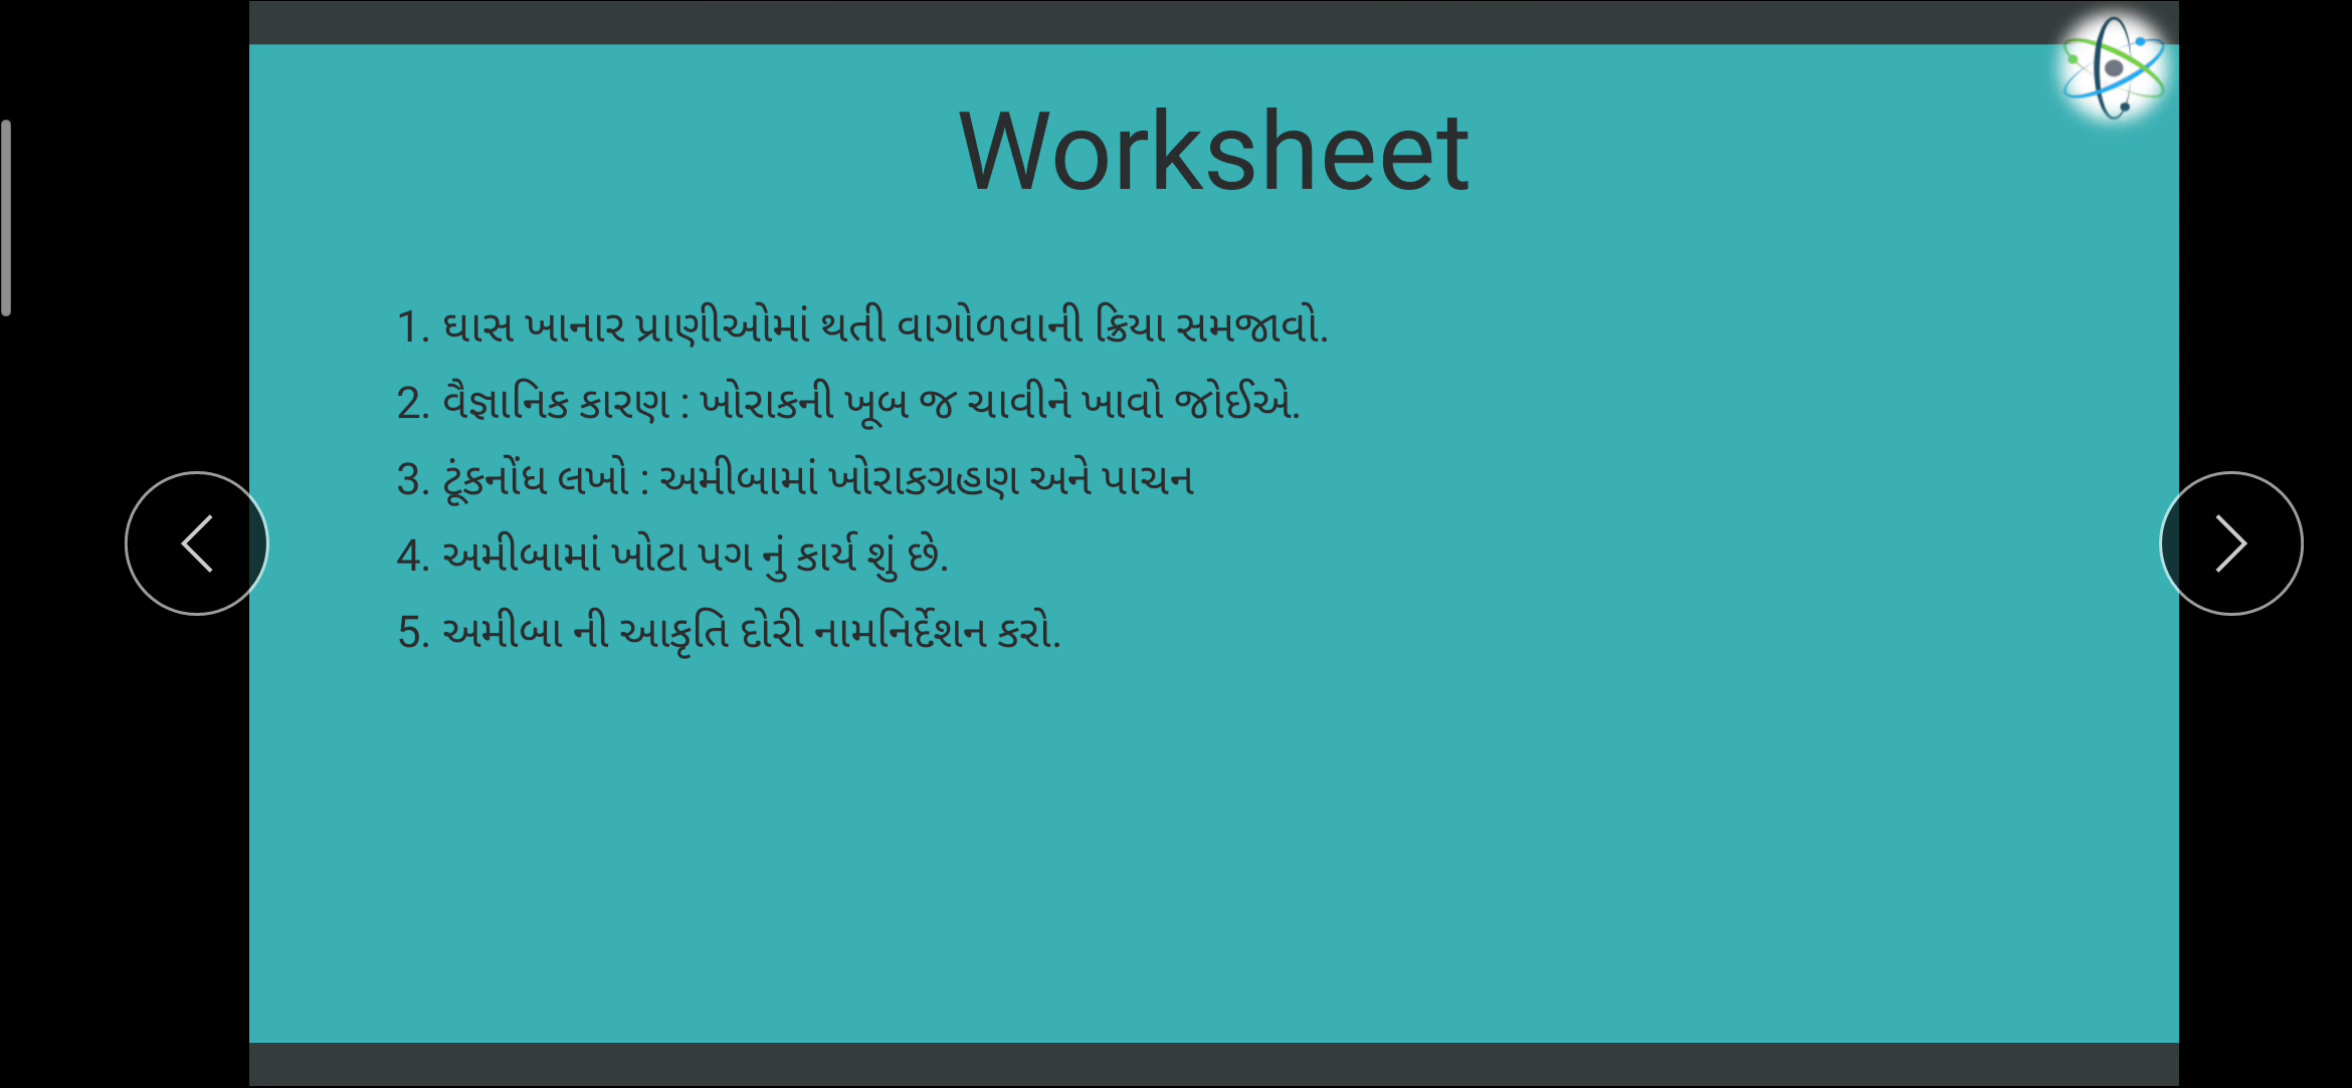 Worksheet
1. ઘાસ ખાનાર પ્રાણીઓમાં થતી વાગોળવાની ક્રિયા સમજાવો.
2. વૈજ્ઞાનિક કારણ : ખોરાકની ખૂબ જ ચાવીને ખાવો જોઈએ.
3. ટૂંકનોંધ લખો : અમીબામાં ખોરાકગ્રહણ અને પાચન
4. અમીબામાં ખોટા પગ નું કાર્ય શું છે.
5. અમીબા ની આકૃતિ દોરી નામનિર્દેશન કરો.